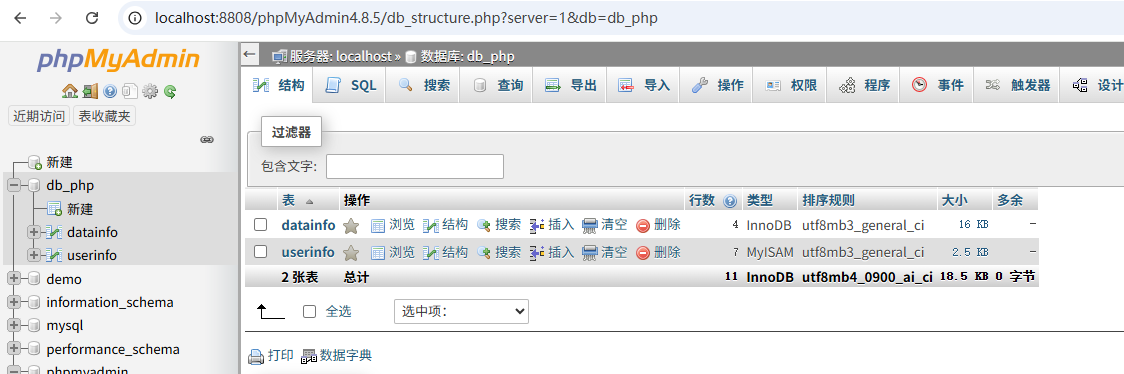 localhost:8808/phpMyAdmin4.8.5/db_structure.php?server=1&db=db_php
phpMyAdmin
近期访问 表收藏夹
新建
db_php
新建
datainfo
userinfo
demo
information_schema
mysql
performance_schema
phpmyadmin
服务器: localhost » 数据库: db_php
结构 SQL 搜索 查询 导出 导入 操作 权限 程序 事件 触发器 设计
过滤器
包含文字:
表 操作 行数 类型 排序规则 大小 多余
datainfo 浏览 结构 搜索 插入 清空 删除 4 InnoDB utf8mb3_general_ci 16 KB -
userinfo 浏览 结构 搜索 插入 清空 删除 7 MyISAM utf8mb3_general_ci 2.5 KB -
2 张表 总计 11 InnoDB utf8mb4_0900_ai_ci 18.5 KB 0 字节
全选 选中项:
打印 数据字典